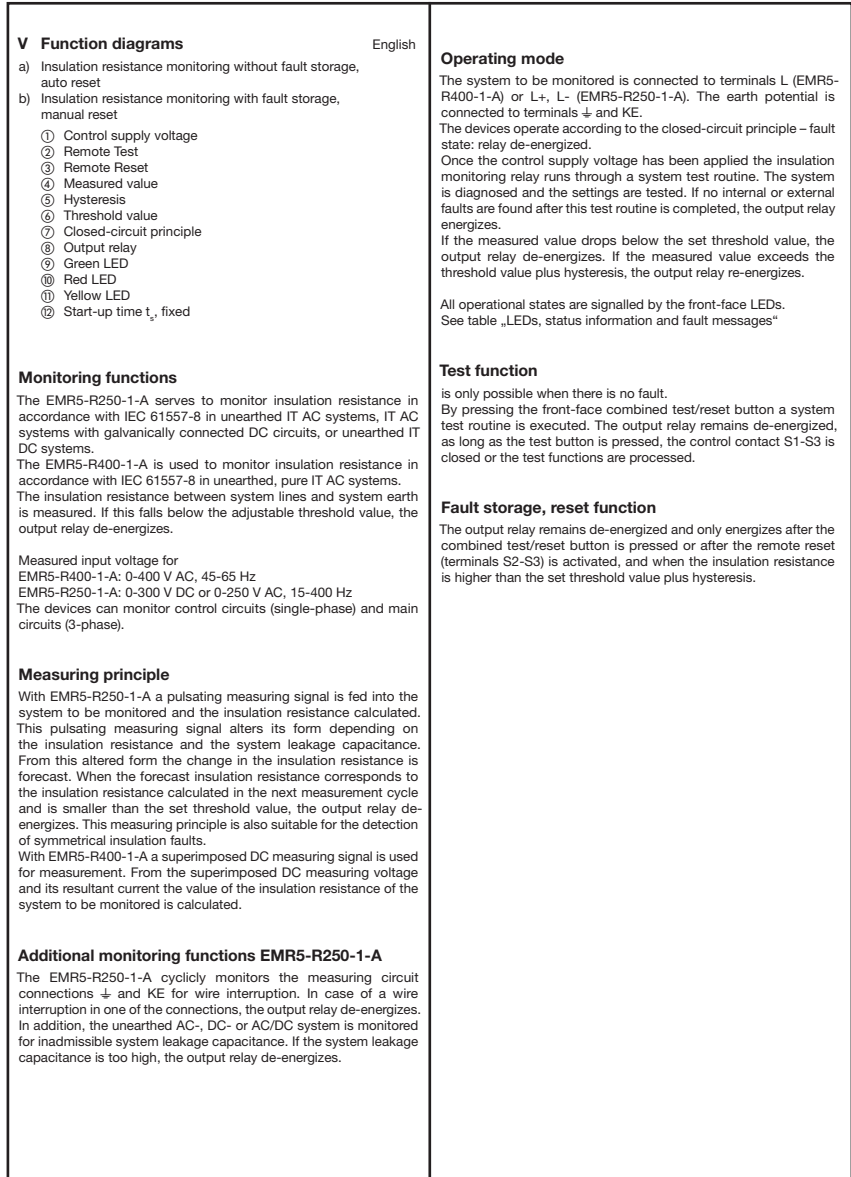 V Function diagrams English
a) Insulation resistance monitoring without fault storage,
auto reset
b) Insulation resistance monitoring with fault storage,
manual reset
① Control supply voltage
② Remote Test
③ Remote Reset
④ Measured value
⑤ Hysteresis
⑥ Threshold value
⑦ Closed-circuit principle
⑧ Output relay
⑨ Green LED
⑩ Red LED
⑪ Yellow LED
⑫ Start-up time ts, fixed
Monitoring functions
The EMR5-R250-1-A serves to monitor insulation resistance in
accordance with IEC 61557-8 in unearthed IT AC systems, IT AC
systems with galvanically connected DC circuits, or unearthed IT
DC systems.
The EMR5-R400-1-A is used to monitor insulation resistance in
accordance with IEC 61557-8 in unearthed, pure IT AC systems.
The insulation resistance between system lines and system earth
is measured. If this falls below the adjustable threshold value, the
output relay de-energizes.
Measured input voltage for
EMR5-R400-1-A: 0-400 V AC, 45-65 Hz
EMR5-R250-1-A: 0-300 V DC or 0-250 V AC, 15-400 Hz
The devices can monitor control circuits (single-phase) and main
circuits (3-phase).
Measuring principle
With EMR5-R250-1-A a pulsating measuring signal is fed into the
system to be monitored and the insulation resistance calculated.
This pulsating measuring signal alters its form depending on
the insulation resistance and the system leakage capacitance.
From this altered form the change in the insulation resistance is
forecast. When the forecast insulation resistance corresponds to
the insulation resistance calculated in the next measurement cycle
and is smaller than the set threshold value, the output relay de-
energizes. This measuring principle is also suitable for the detection
of symmetrical insulation faults.
With EMR5-R400-1-A a superimposed DC measuring signal is used
for measurement. From the superimposed DC measuring voltage
and its resultant current the value of the insulation resistance of the
system to be monitored is calculated.
Additional monitoring functions EMR5-R250-1-A
The EMR5-R250-1-A cyclicly monitors the measuring circuit
connections ⏚ and KE for wire interruption. In case of a wire
interruption in one of the connections, the output relay de-energizes.
In addition, the unearthed AC-, DC- or AC/DC system is monitored
for inadmissible system leakage capacitance. If the system leakage
capacitance is too high, the output relay de-energizes.
Operating mode
The system to be monitored is connected to terminals L (EMR5-
R400-1-A) or L+, L- (EMR5-R250-1-A). The earth potential is
connected to terminals ⏚ and KE.
The devices operate according to the closed-circuit principle – fault
state: relay de-energized.
Once the control supply voltage has been applied the insulation
monitoring relay runs through a system test routine. The system
is diagnosed and the settings are tested. If no internal or external
faults are found after this test routine is completed, the output relay
energizes.
If the measured value drops below the set threshold value, the
output relay de-energizes. If the measured value exceeds the
threshold value plus hysteresis, the output relay re-energizes.
All operational states are signalled by the front-face LEDs.
See table „LEDs, status information and fault messages“
Test function
is only possible when there is no fault.
By pressing the front-face combined test/reset button a system
test routine is executed. The output relay remains de-energized,
as long as the test button is pressed, the control contact S1-S3 is
closed or the test functions are processed.
Fault storage, reset function
The output relay remains de-energized and only energizes after the
combined test/reset button is pressed or after the remote reset
(terminals S2-S3) is activated, and when the insulation resistance
is higher than the set threshold value plus hysteresis.